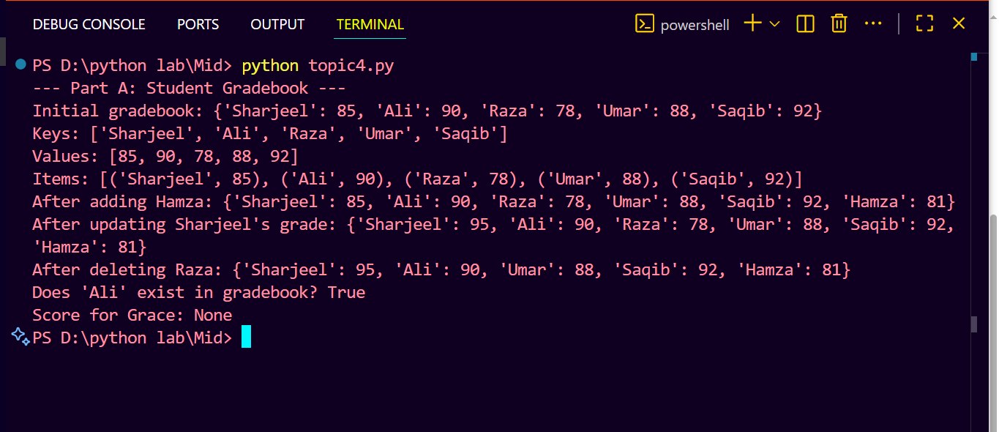 DEBUG CONSOLE PORTS OUTPUT TERMINAL powershell
PS D:\python lab\Mid> python topic4.py
--- Part A: Student Gradebook ---
Initial gradebook: {'Sharjeel': 85, 'Ali': 90, 'Raza': 78, 'Umar': 88, 'Saqib': 92}
Keys: ['Sharjeel', 'Ali', 'Raza', 'Umar', 'Saqib']
Values: [85, 90, 78, 88, 92]
Items: [('Sharjeel', 85), ('Ali', 90), ('Raza', 78), ('Umar', 88), ('Saqib', 92)]
After adding Hamza: {'Sharjeel': 85, 'Ali': 90, 'Raza': 78, 'Umar': 88, 'Saqib': 92, 'Hamza': 81}
After updating Sharjeel's grade: {'Sharjeel': 95, 'Ali': 90, 'Raza': 78, 'Umar': 88, 'Saqib': 92,
'Hamza': 81}
After deleting Raza: {'Sharjeel': 95, 'Ali': 90, 'Umar': 88, 'Saqib': 92, 'Hamza': 81}
Does 'Ali' exist in gradebook? True
Score for Grace: None
PS D:\python lab\Mid>